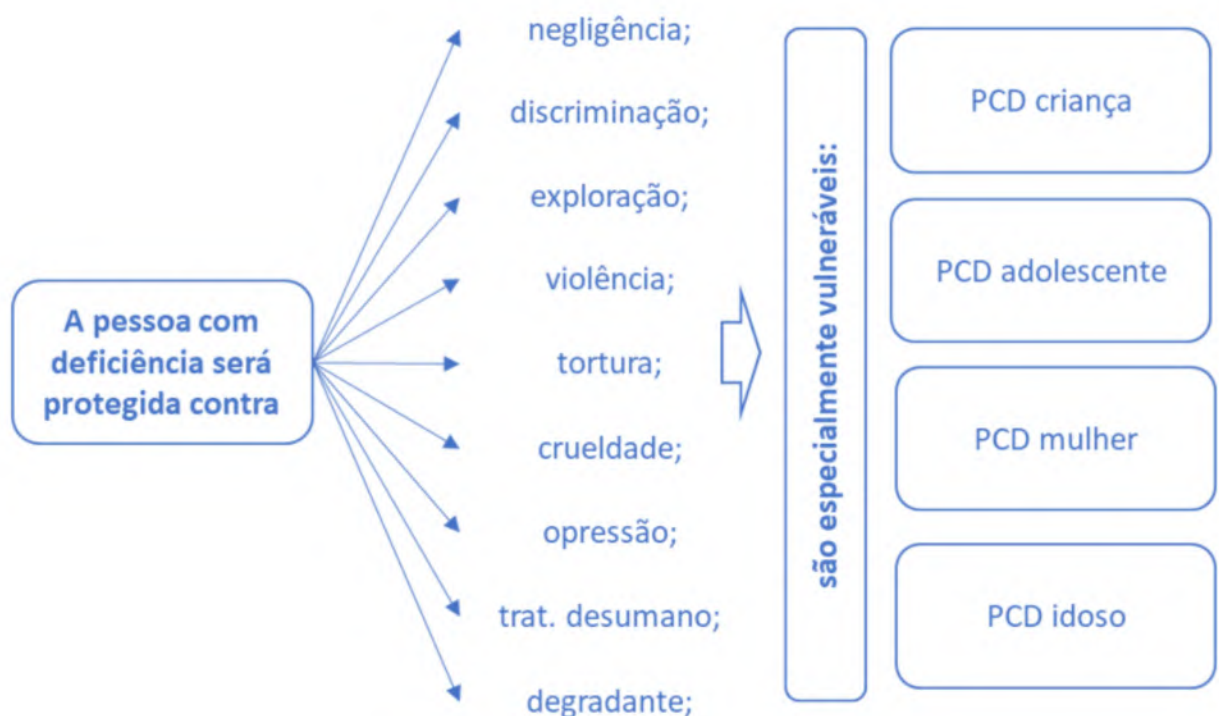 A pessoa com
deficiência será
protegida contra
negligência;
discriminação;
exploração;
violência;
tortura;
crueldade;
opressão;
trat. desumano;
degradante;
são especialmente vulneráveis:
PCD criança
PCD adolescente
PCD mulher
PCD idoso